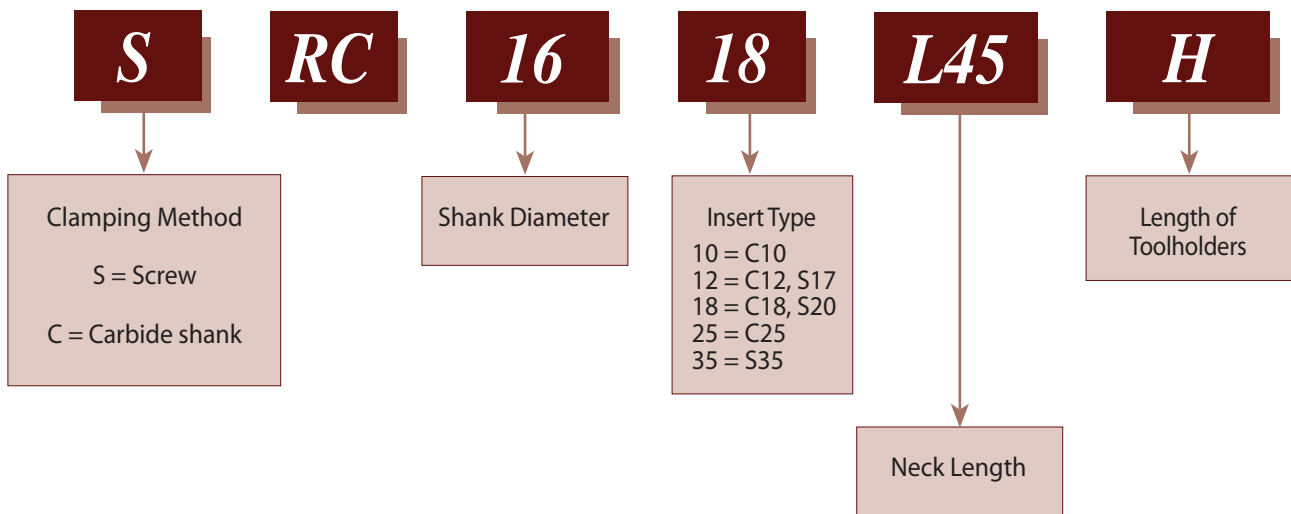 S RC 16 18 L45 H
Clamping Method
S = Screw
C = Carbide shank
Shank Diameter
Insert Type
10 = C10
12 = C12, S17
18 = C18, S20
25 = C25
35 = S35
Length of
Toolholders
Neck Length